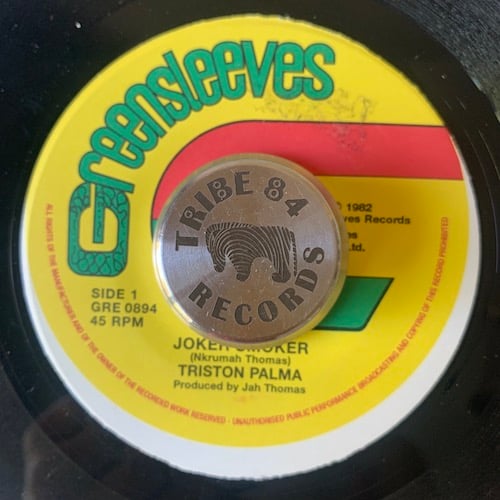 Greensleeves
TRIBE 84
RECORDS
© 1982
ves Records
es
Ltd.
SIDE 1
GRE 0894
45 RPM
JOKER SMOKER
(Nkrumah Thomas)
TRISTON PALMA
Produced by Jah Thomas
ALL RIGHTS OF THE MANUFACTURER AND OF THE OWNER OF THE RECORDED WORK RESERVED - UNAUTHORISED PUBLIC PERFORMANCE BROADCASTING AND COPYING OF THIS RECORD PROHIBITED